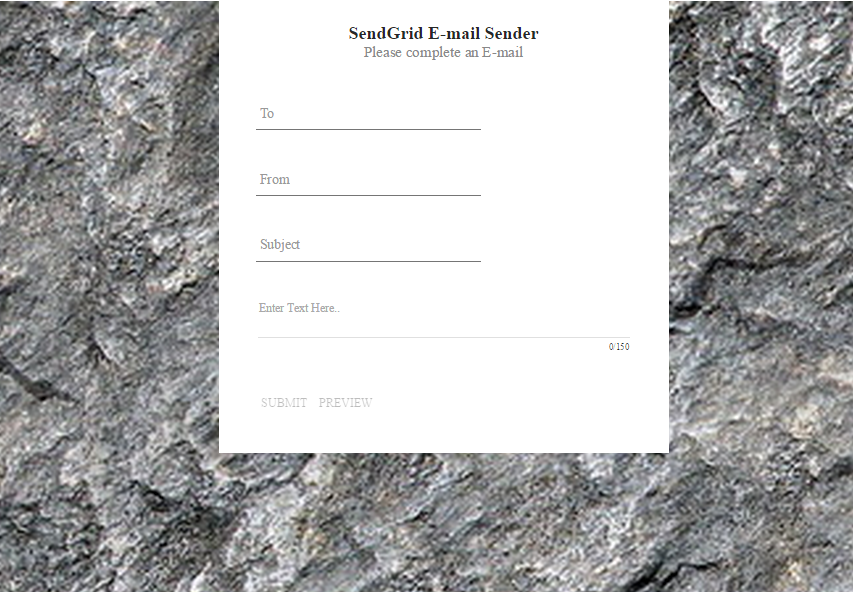 SendGrid E-mail Sender
Please complete an E-mail
To
From
Subject
Enter Text Here..
0/150
SUBMIT PREVIEW